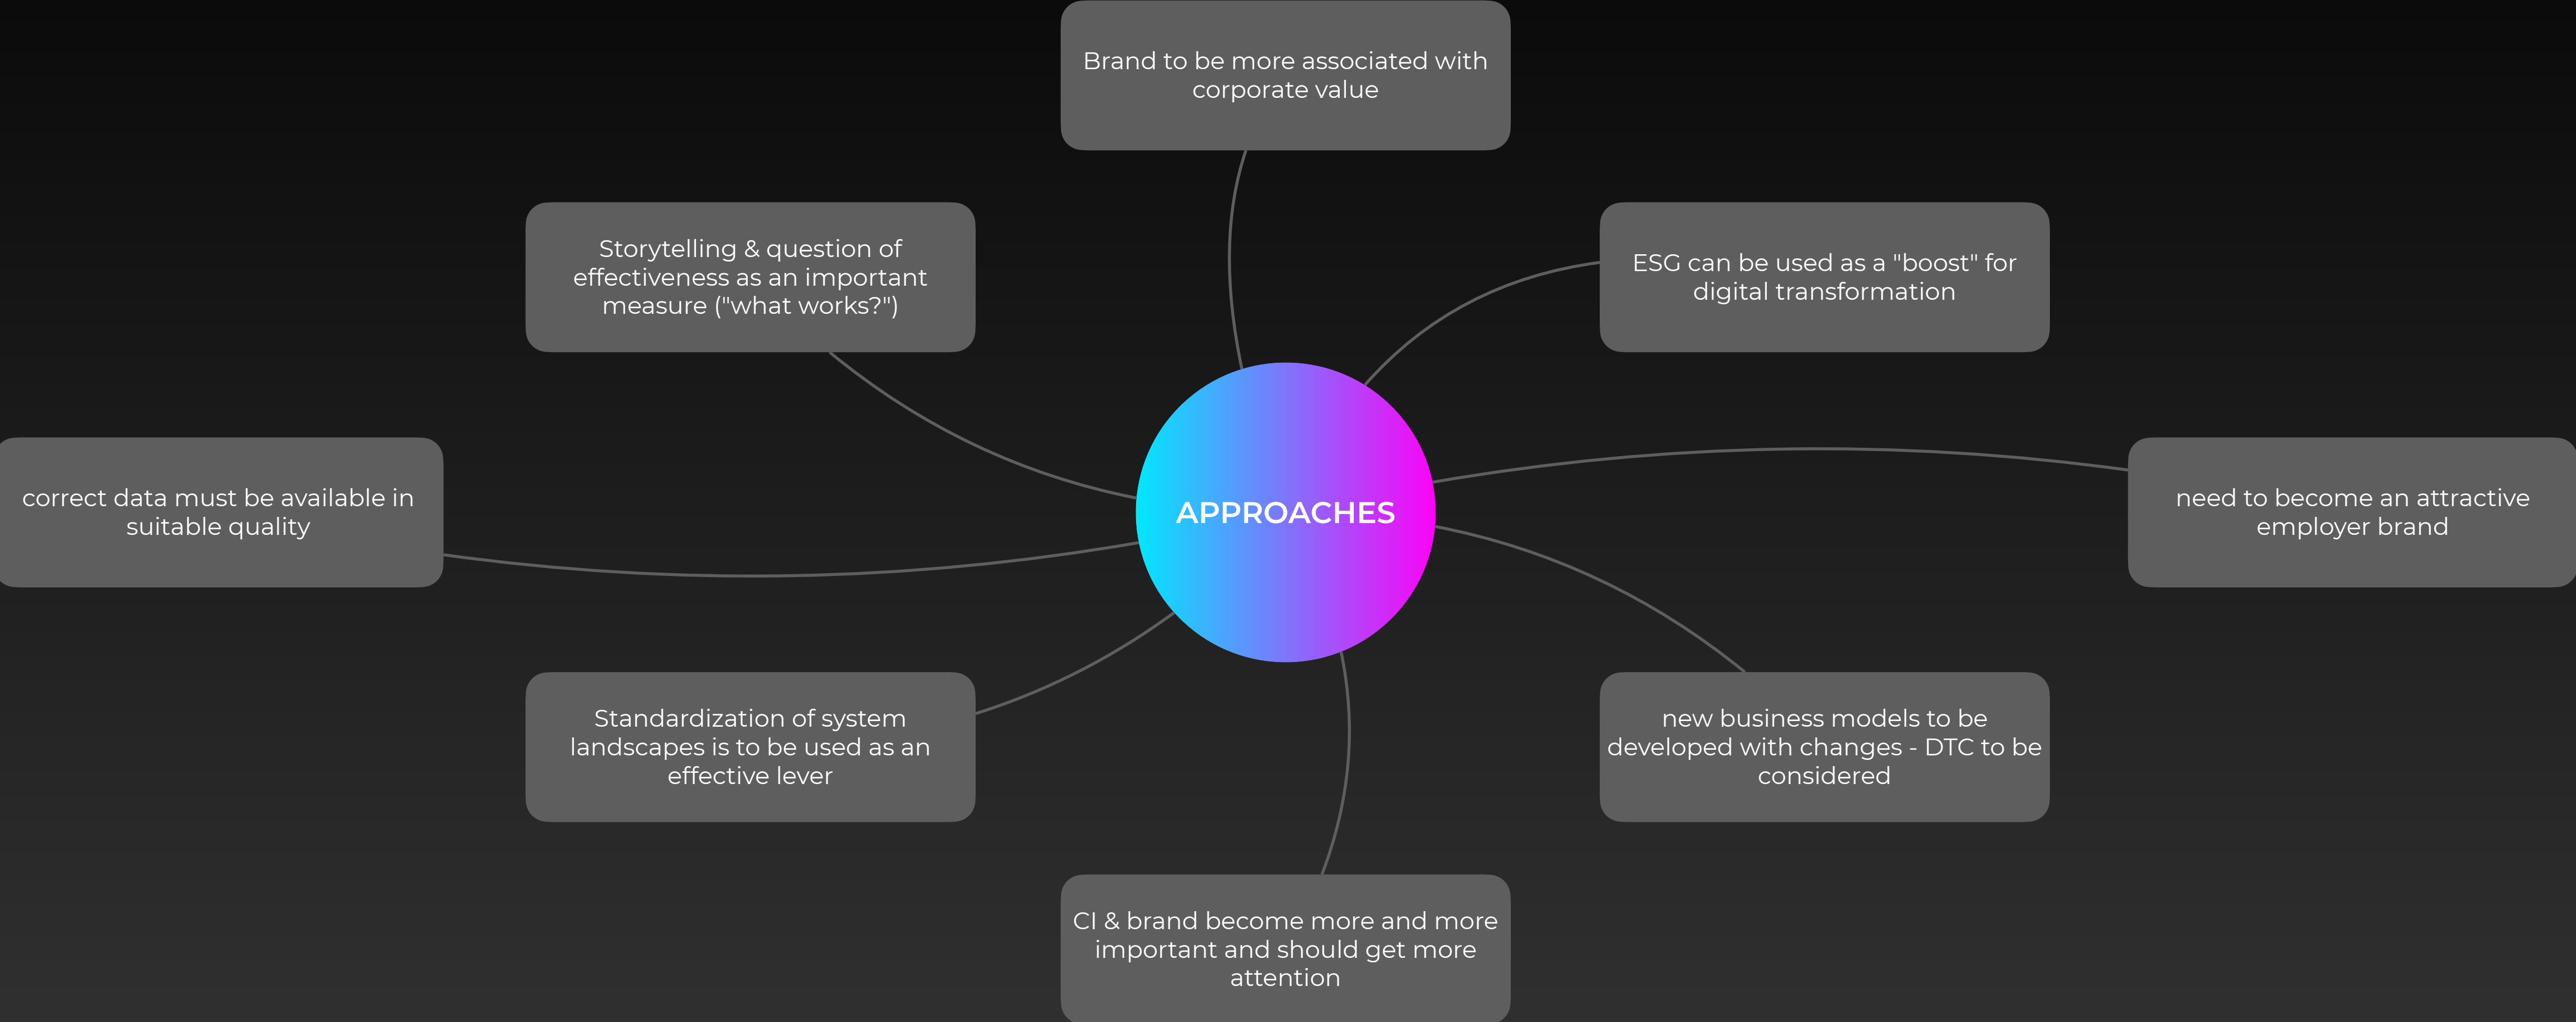 Brand to be more associated with
corporate value
Storytelling & question of
effectiveness as an important
measure ("what works?")
ESG can be used as a "boost" for
digital transformation
correct data must be available in
suitable quality
APPROACHES
need to become an attractive
employer brand
Standardization of system
landscapes is to be used as an
effective lever
new business models to be
developed with changes - DTC to be
considered
CI & brand become more and more
important and should get more
attention